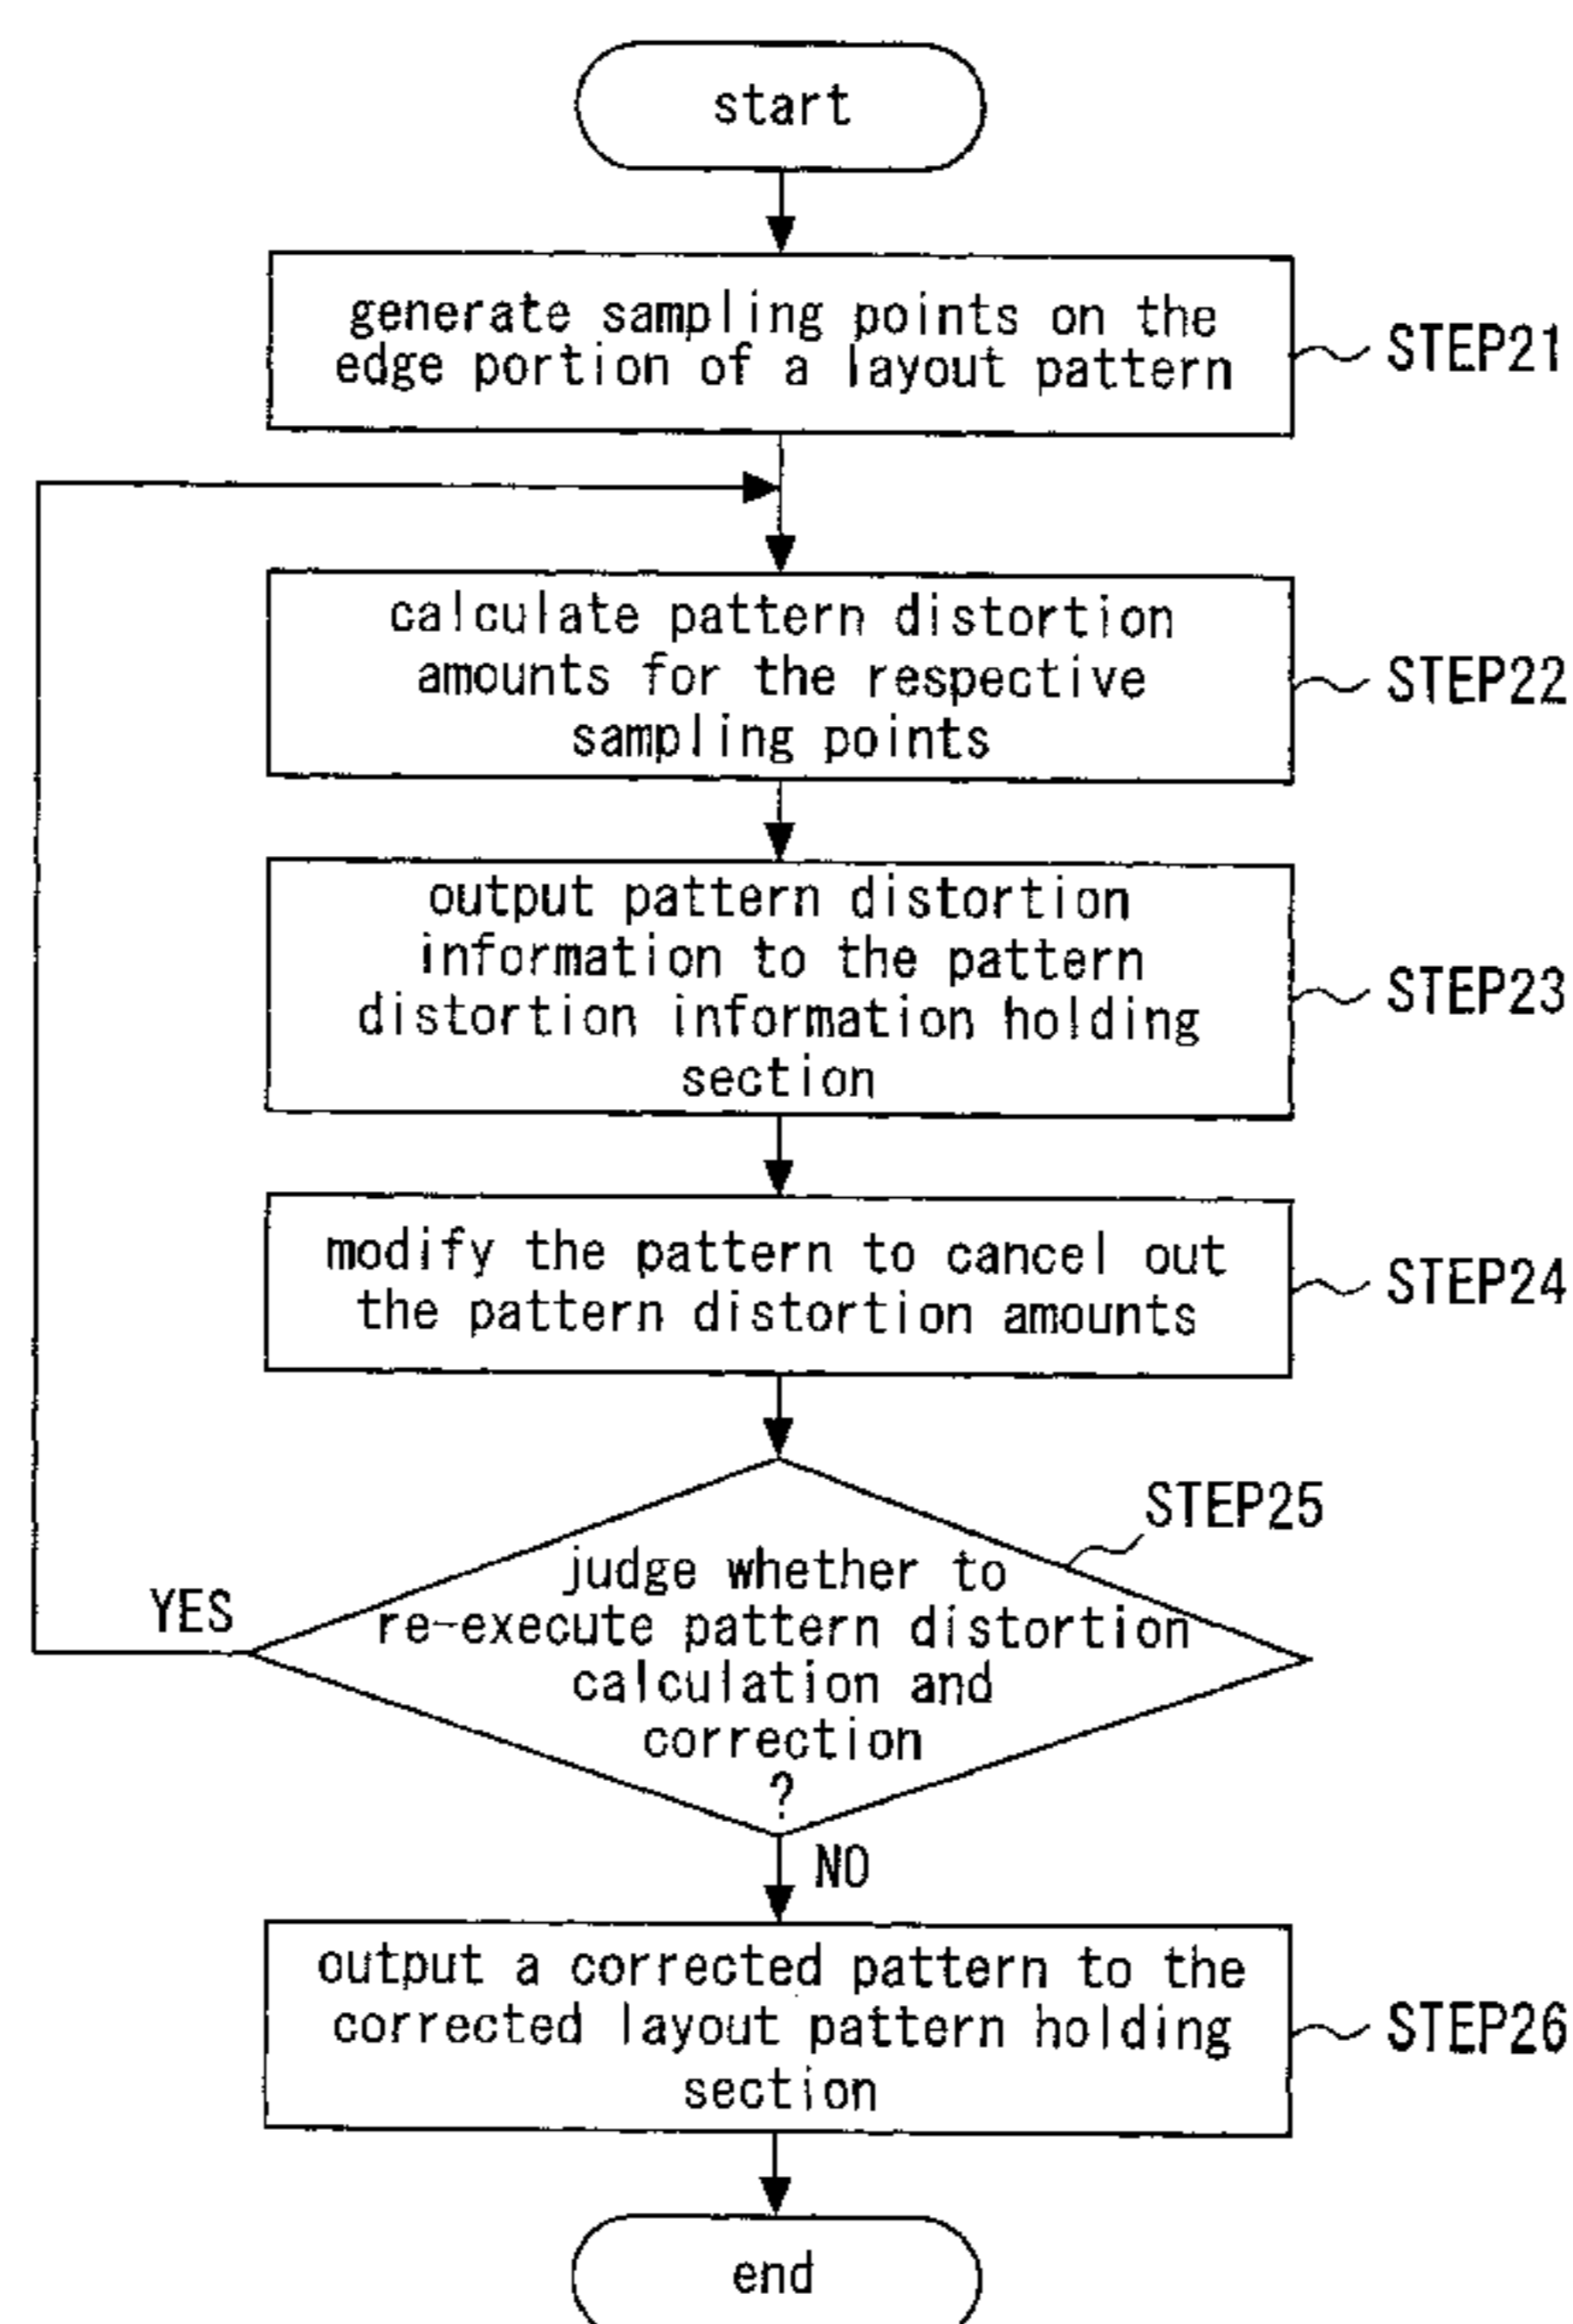 start
generate sampling points on the
edge portion of a layout pattern
STEP21
calculate pattern distortion
amounts for the respective
sampling points
STEP22
output pattern distortion
information to the pattern
distortion information holding
section
STEP23
modify the pattern to cancel out
the pattern distortion amounts
STEP24
STEP25
judge whether to
re-execute pattern distortion
calculation and
correction
?
YES
NO
output a corrected pattern to the
corrected layout pattern holding
section
STEP26
end